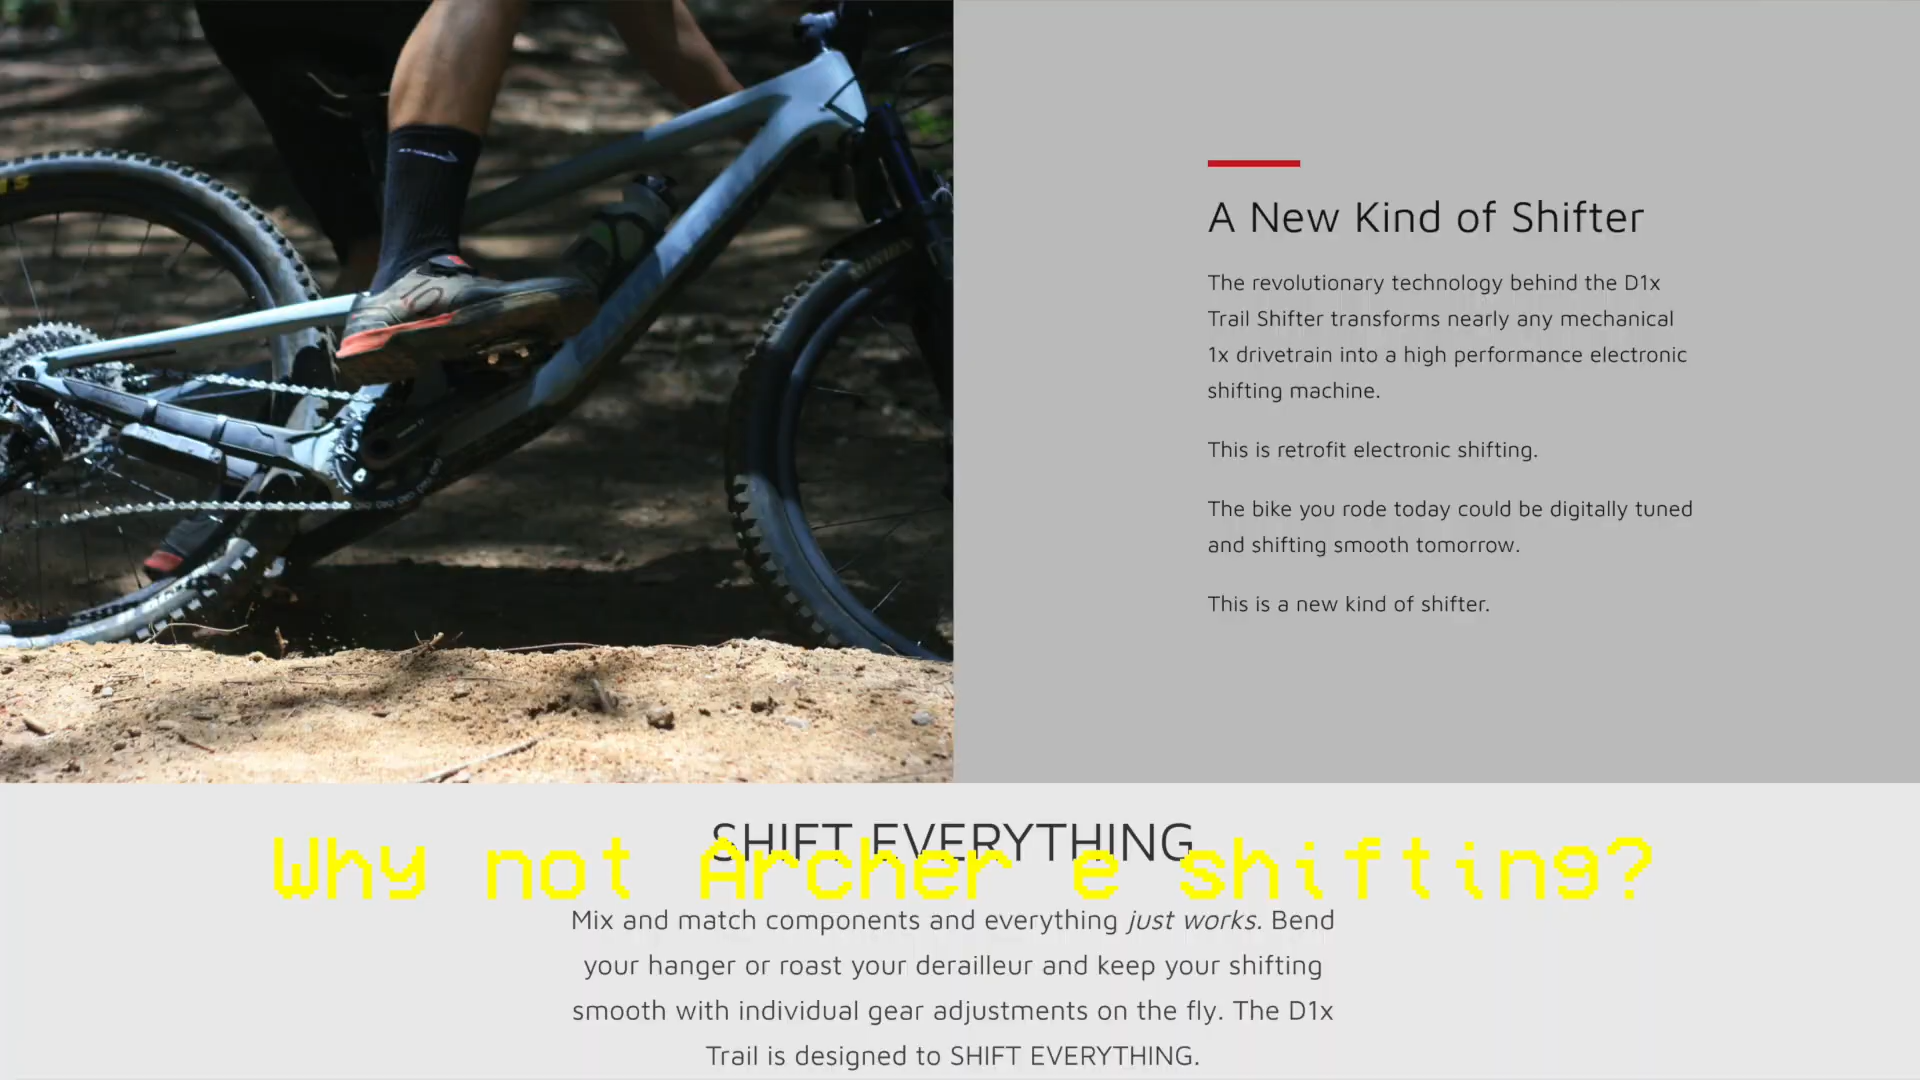 A New Kind of Shifter
The revolutionary technology behind the D1x
Trail Shifter transforms nearly any mechanical
1x drivetrain into a high performance electronic
shifting machine.
This is retrofit electronic shifting.
The bike you rode today could be digitally tuned
and shifting smooth tomorrow.
This is a new kind of shifter.
SHIFT EVERYTHING
Why not Archer e shifting?
Mix and match components and everything just works. Bend
your hanger or roast your derailleur and keep your shifting
smooth with individual gear adjustments on the fly. The D1x
Trail is designed to SHIFT EVERYTHING.